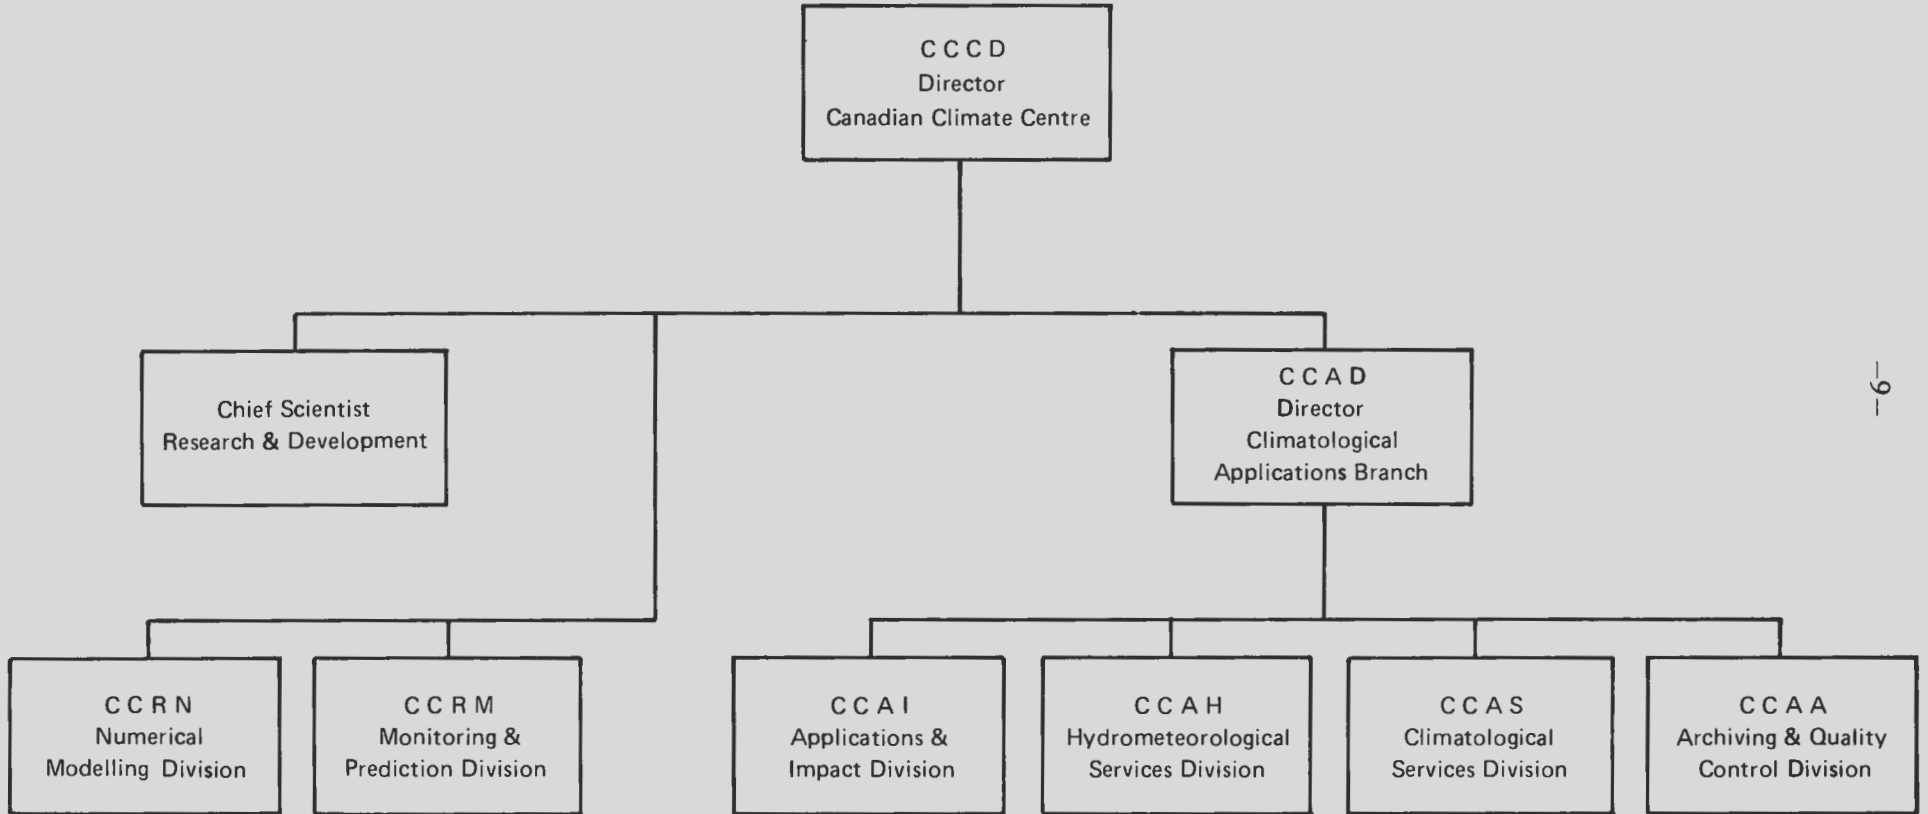 C C C D
Director
Canadian Climate Centre
Chief Scientist
Research & Development
C C A D
Director
Climatological
Applications Branch
–6–
C C R N
Numerical
Modelling Division
C C R M
Monitoring &
Prediction Division
C C A I
Applications &
Impact Division
C C A H
Hydrometeorological
Services Division
C C A S
Climatological
Services Division
C C A A
Archiving & Quality
Control Division